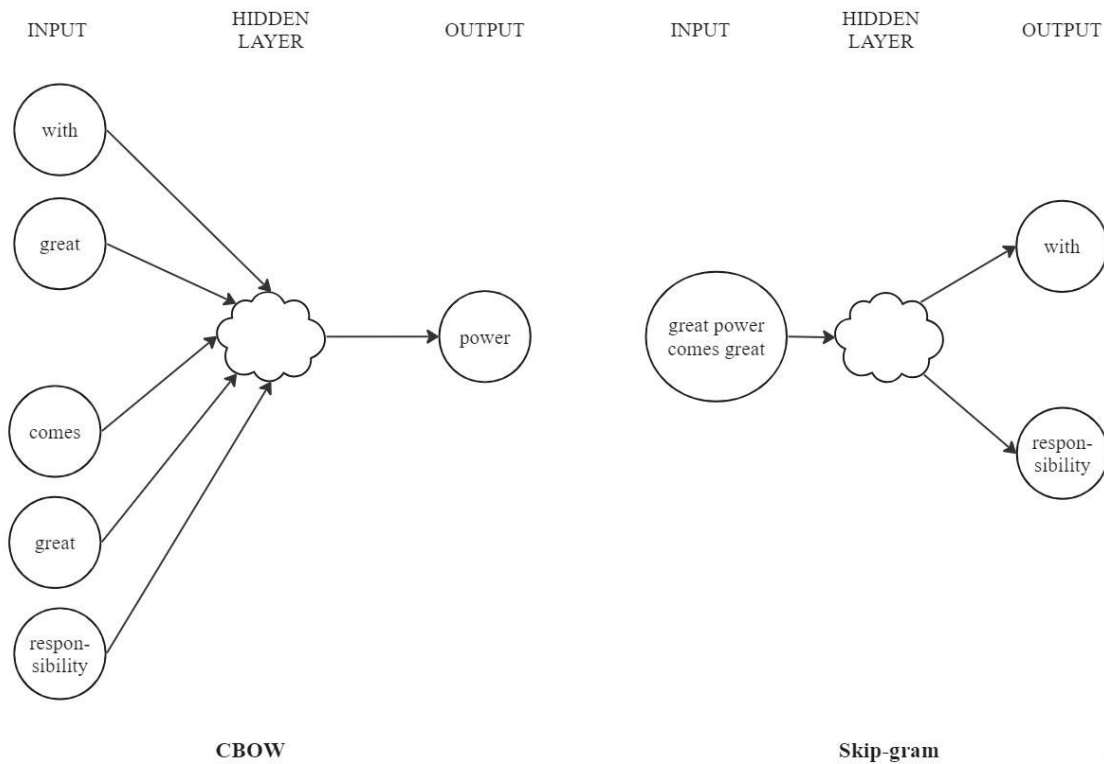 INPUT
HIDDEN
LAYER
OUTPUT
with
great
comes
great
respon-
sibility
power
CBOW
INPUT
HIDDEN
LAYER
OUTPUT
great power
comes great
with
respon-
sibility
Skip-gram